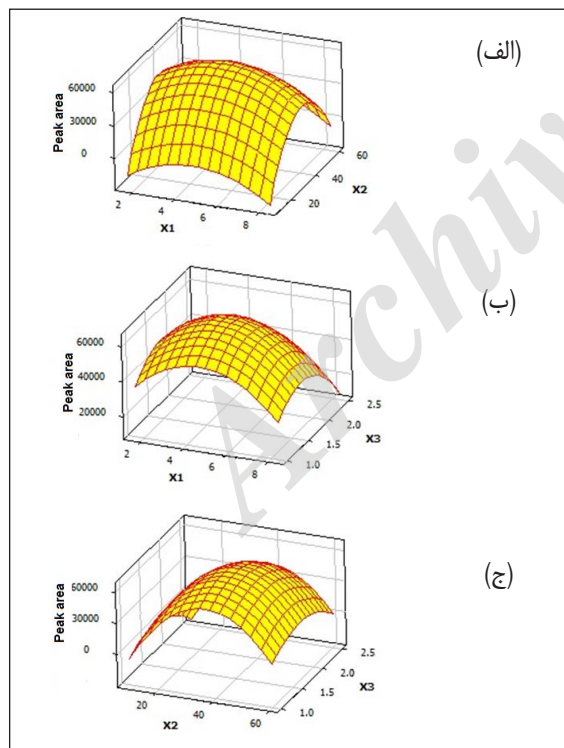 (الف)
Peak area
60000
30000
0
2 4 6 8
X1
20 40 60
X2
(ب)
Peak area
60000
40000
20000
2 4 6 8
X1
1.0 1.5 2.0 2.5
X3
(ج)
Peak area
60000
30000
0
20 40 60
X2
1.0 1.5 2.0 2.5
X3
Archiv